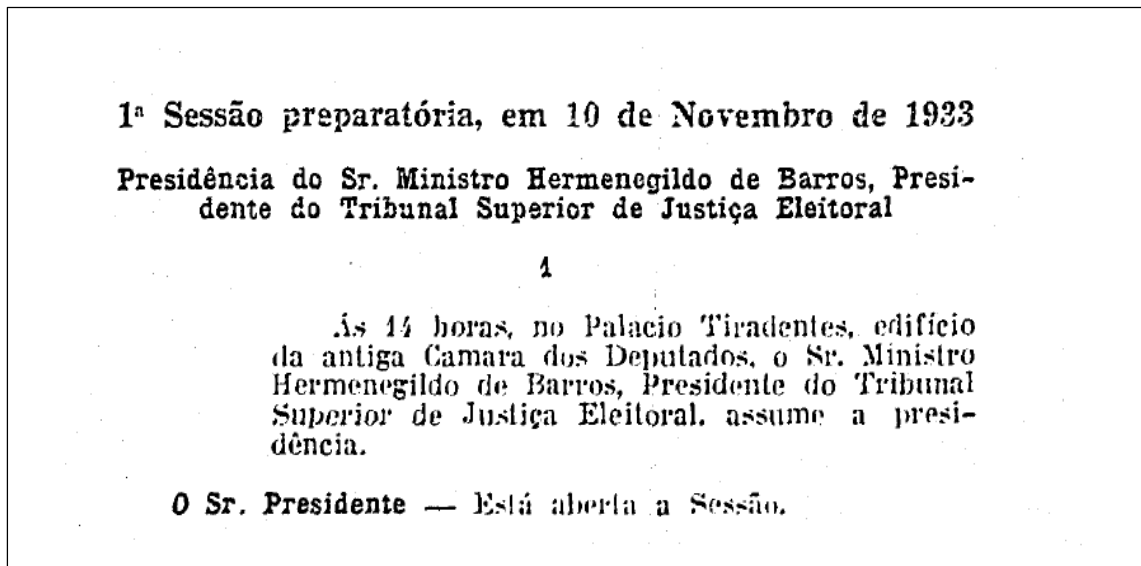 1ª Sessão preparatória, em 10 de Novembro de 1933
Presidência do Sr. Ministro Hermenegildo de Barros, Presi-
dente do Tribunal Superior de Justiça Eleitoral
1
Ás 14 horas, no Palacio Tiradentes, edifício
da antiga Camara dos Deputados, o Sr. Ministro
Hermenegildo de Barros, Presidente do Tribunal
Superior de Justiça Eleitoral, assume a presi-
dência.
O Sr. Presidente — Está aberta a Sessão.